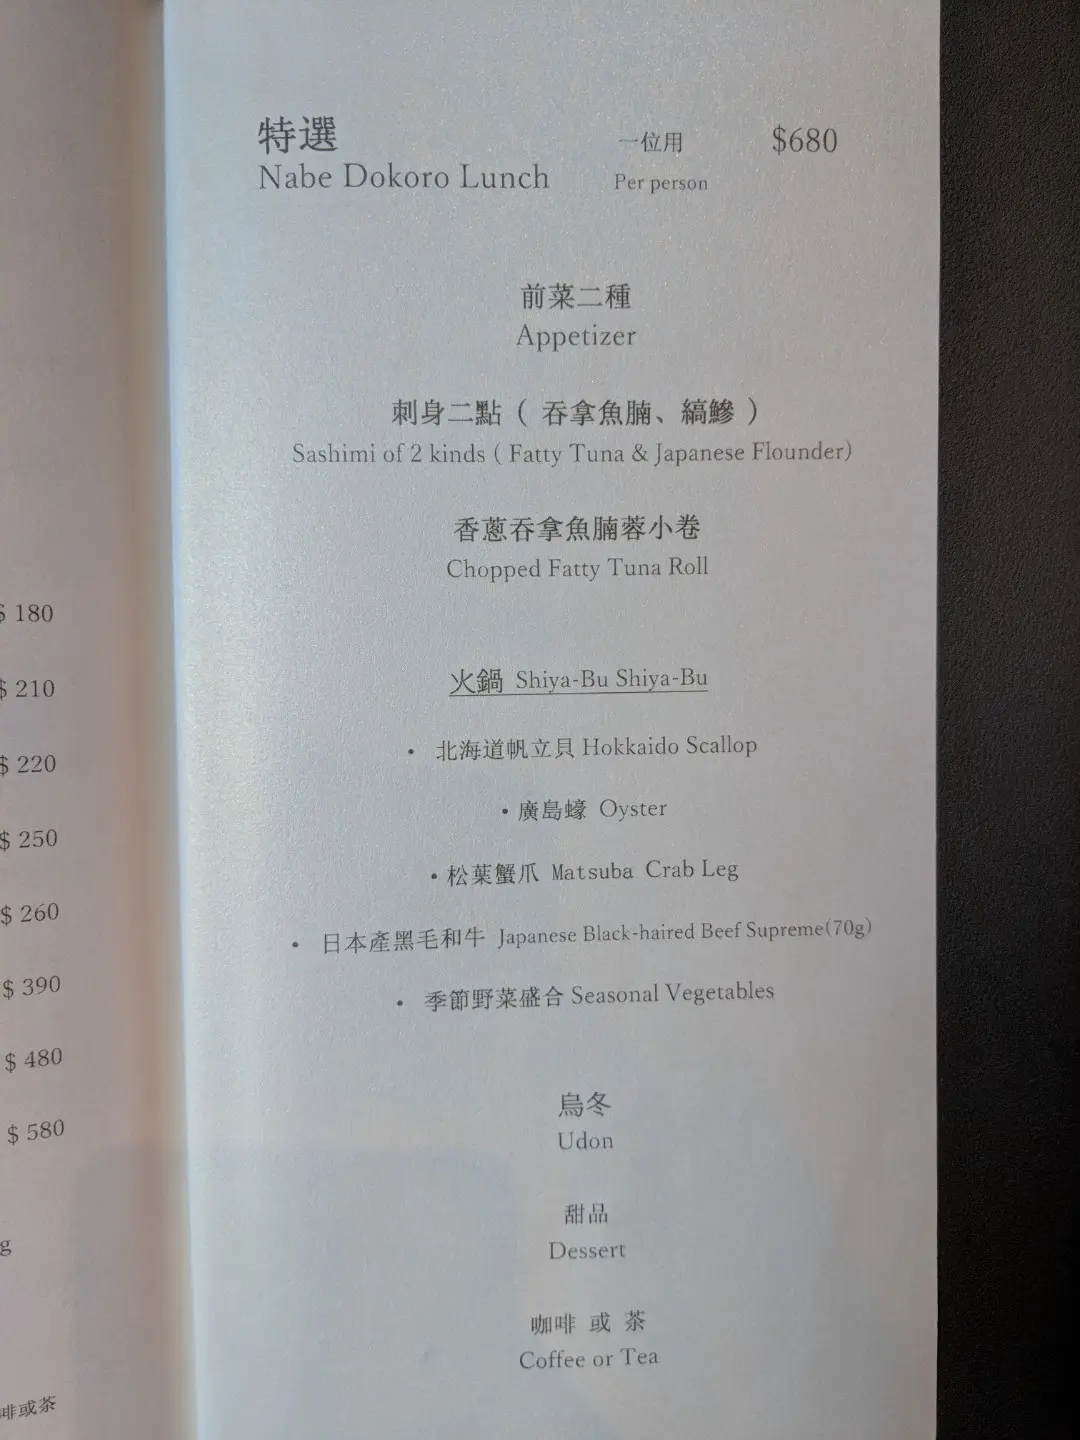 特選 一位用 $680
Nabe Dokoro Lunch Per person
前菜二種
Appetizer
刺身二點 ( 吞拿魚腩、縞鰺 )
Sashimi of 2 kinds ( Fatty Tuna & Japanese Flounder)
香蔥吞拿魚腩蓉小卷
Chopped Fatty Tuna Roll
火鍋 Shiya-Bu Shiya-Bu
• 北海道帆立貝 Hokkaido Scallop
• 廣島蠔 Oyster
• 松葉蟹爪 Matsuba Crab Leg
• 日本產黑毛和牛 Japanese Black-haired Beef Supreme(70g)
• 季節野菜盛合 Seasonal Vegetables
烏冬
Udon
甜品
Dessert
咖啡 或 茶
Coffee or Tea
$ 180
$ 210
$ 220
$ 250
$ 260
$ 390
$ 480
$ 580
g
啡或茶